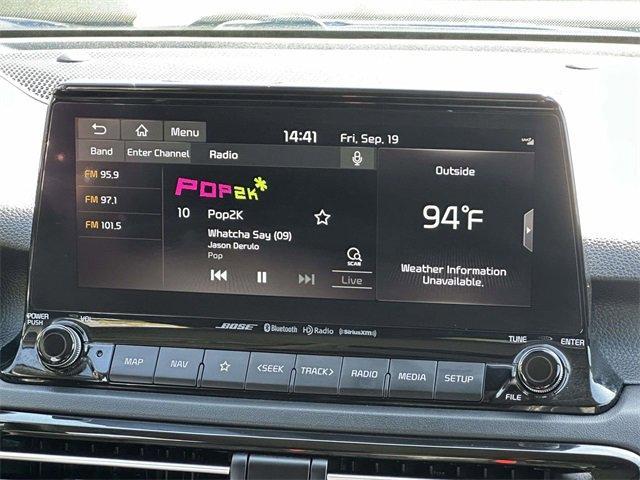 14:41 Fri, Sep. 19
Menu
Band Enter Channel Radio
FM 95.9
FM 97.1
FM 101.5
POP2K*
10 Pop2K
Whatcha Say (09)
Jason Derulo
Pop
SCAN
Live
Outside
94°F
Weather Information
Unavailable.
POWER
PUSH
VOL
BOSE Bluetooth HD Radio ((SiriusXM))
TUNE
ENTER
FILE
MAP NAV <SEEK TRACK> RADIO MEDIA SETUP